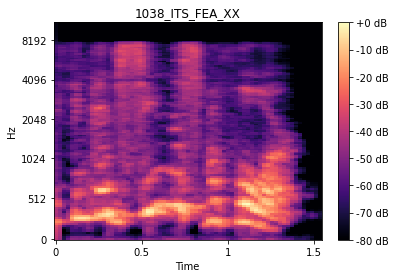 1038_ITS_FEA_XX
+0 dB
8192
-10 dB
4096
-20 dB
-30 dB
2048
Hz
-40 dB
1024
-50 dB
512
-60 dB
-70 dB
0
-80 dB
0
0.5
1
1.5
Time